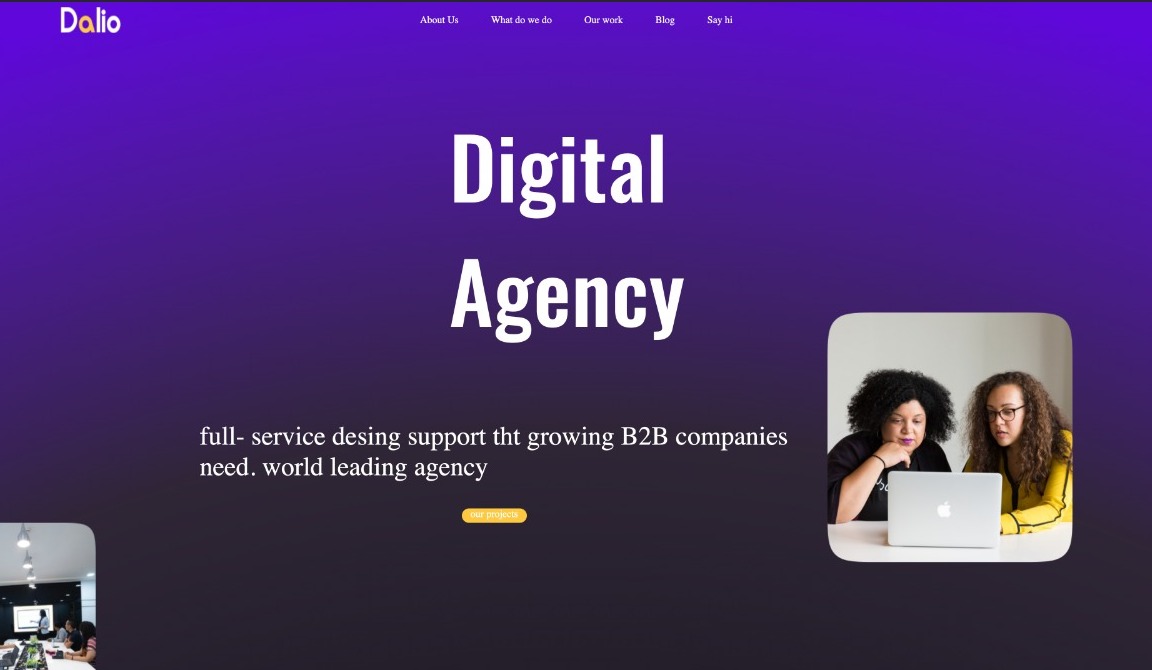 Dalio
About Us
What do we do
Our work
Blog
Say hi
Digital
Agency
full- service desing support tht growing B2B companies
need. world leading agency
our projects